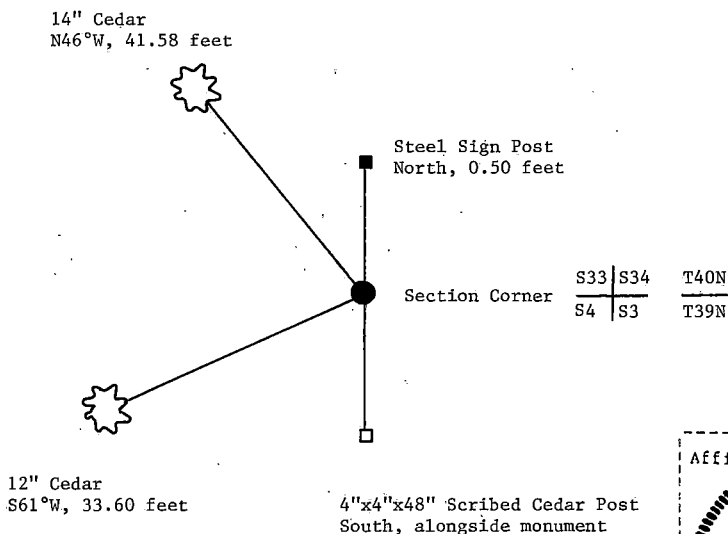 14" Cedar
N46°W, 41.58 feet
Steel Sign Post
North, 0.50 feet
Section Corner
S33 S34 T40N
S4 S3 T39N
12" Cedar
S61°W, 33.60 feet
4"x4"x48" Scribed Cedar Post
South, alongside monument